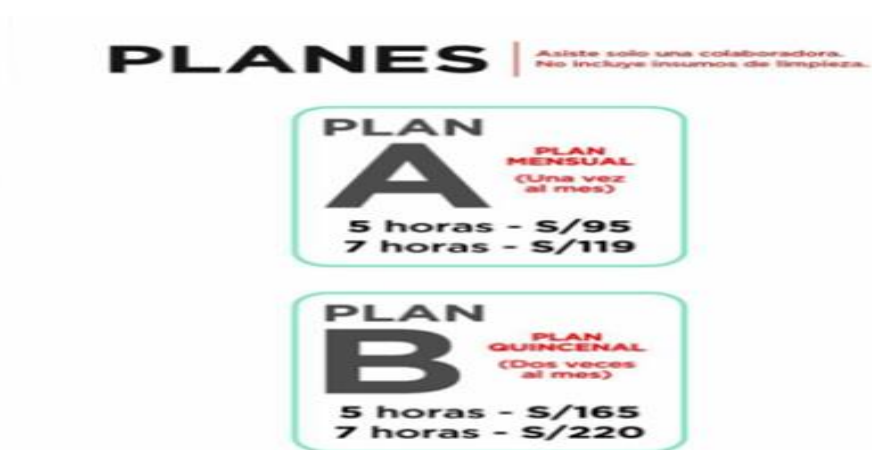 PLANES
Asiste solo una colaboradora.
No incluye insumos de limpieza.
PLAN
A
PLAN
MENSUAL
(Una vez
al mes)
5 horas - S/95
7 horas - S/119
PLAN
B
PLAN
QUINCENAL
(Dos veces
al mes)
5 horas - S/165
7 horas - S/220